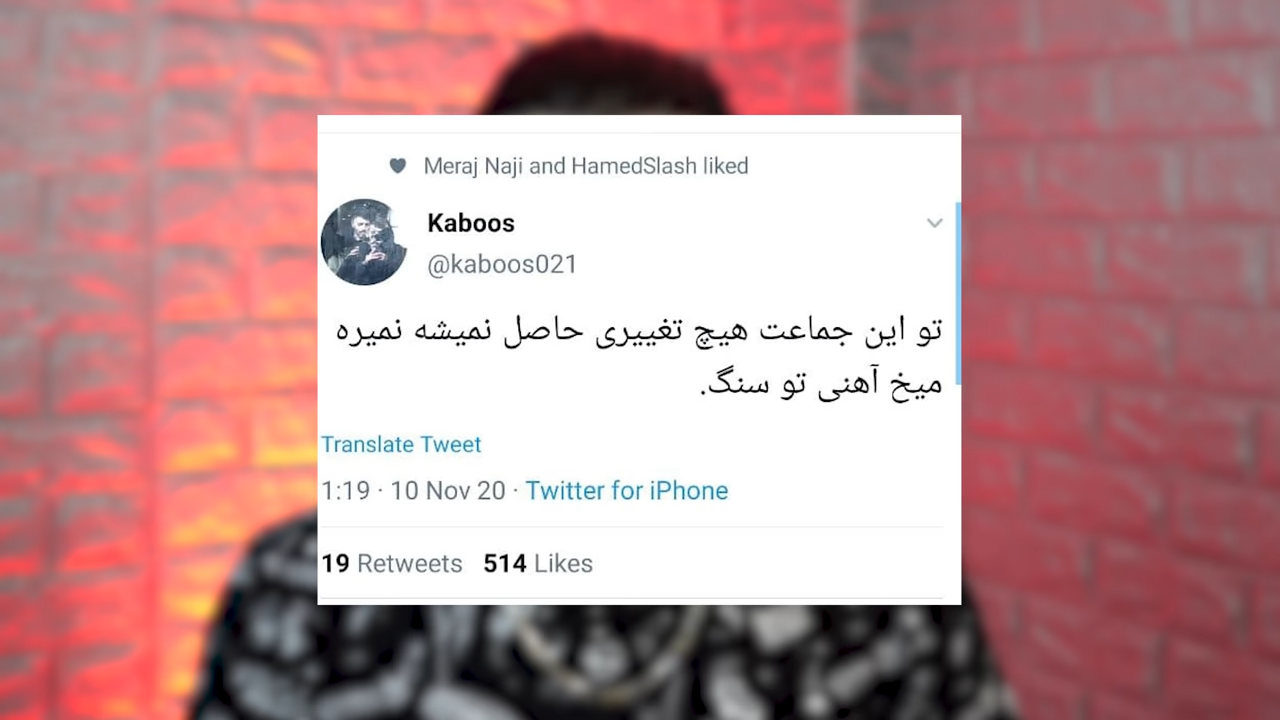 Meraj Naji and HamedSlash liked
Kaboos
@kaboos021
تو این جماعت هیچ تغییری حاصل نمیشه نمیره
میخ آهنی تو سنگ.
Translate Tweet
1:19 · 10 Nov 20 · Twitter for iPhone
19 Retweets 514 Likes